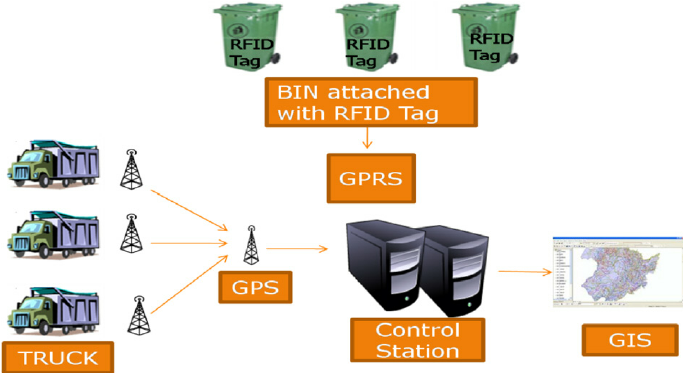 RFID
Tag
RFID
Tag
RFID
Tag
BIN attached
with RFID Tag
GPRS
GPS
TRUCK
Control
Station
GIS